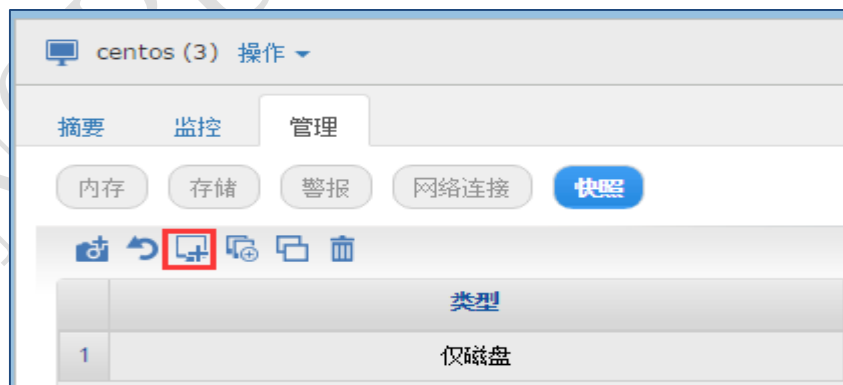 centos (3) 操作
摘要 监控 管理
内存 存储 警报 网络连接 快照
类型
1 仅磁盘